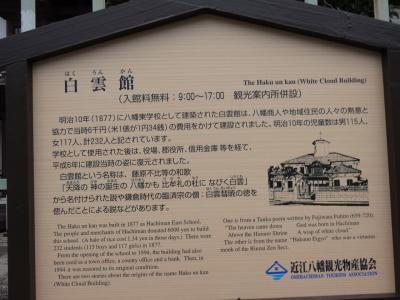 はく うん かん
白雲館
The Haku un kan (White Cloud Building)
(入館料無料：9:00〜17:00 観光案内所併設)
明治10年(1877)に八幡東学校として建築された白雲館は、八幡商人や地域住民の人々の熱意と
協力で当時6千円(米1俵が1円34銭)の費用をかけて建設されました。明治10年の児童数は男115人、
女117人、計232人と記されています。
学校として使用された後は、役場、郡役所、信用金庫等を経て、
平成6年に建設当時の姿に復元されました。
白雲館という名称は、藤原不比等の和歌
「天降の 神の誕生の 八幡かも 比牟礼の杜に なびく白雲」
から名付けられた説や鎌倉時代の臨済宗の僧：白雲慧暁の徳を
偲んだことによる説などがあります。
The Haku un kan was built in 1877 as Hachiman East School.
The people and merchants of Hachiman donated 6000 yen to build
this school. (A bale of rice cost 1.34 yen in those days.) There were
232 students (115 boys and 117 girls) in 1877.
From the opening of the school to 1994, the building had also
been used as a town office, a county office and a bank. Then, in
1994 it was restored to its original condition.
There are two stories about the origins of the name Haku un kan
(White Cloud Building).
One is from a Tanka poem written by Fujiwara Fuhito (659-720).
"The heaven came down
Above the Himure Shrine
A wisp of white cloud".
The other is from the name "Hakuun Egyo" who was a virtuous
monk of the Rinzai Sect.
近江八幡観光物産協会
OMIHACHIMAN
TOURIST ASSOCIATION